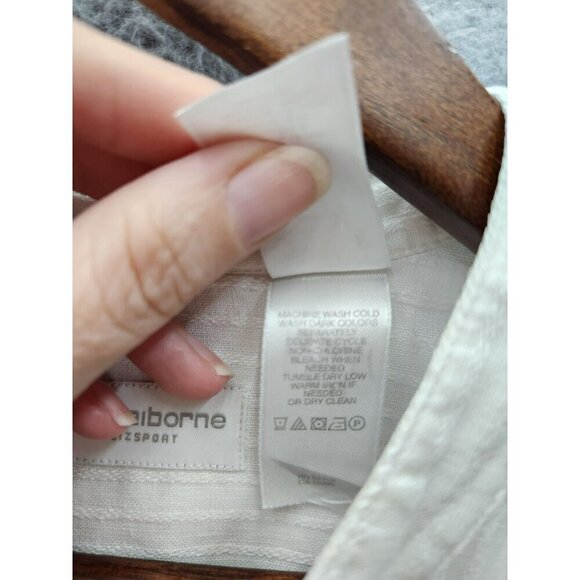 MACHINE WASH COLD
WASH DARK COLORS
SEPARATELY
DELICATE CYCLE
NON-CHLORINE
BLEACH WHEN
NEEDED
TUMBLE DRY LOW
WARM IRON IF
NEEDED
OR DRY CLEAN
aiborne
IZSPORT